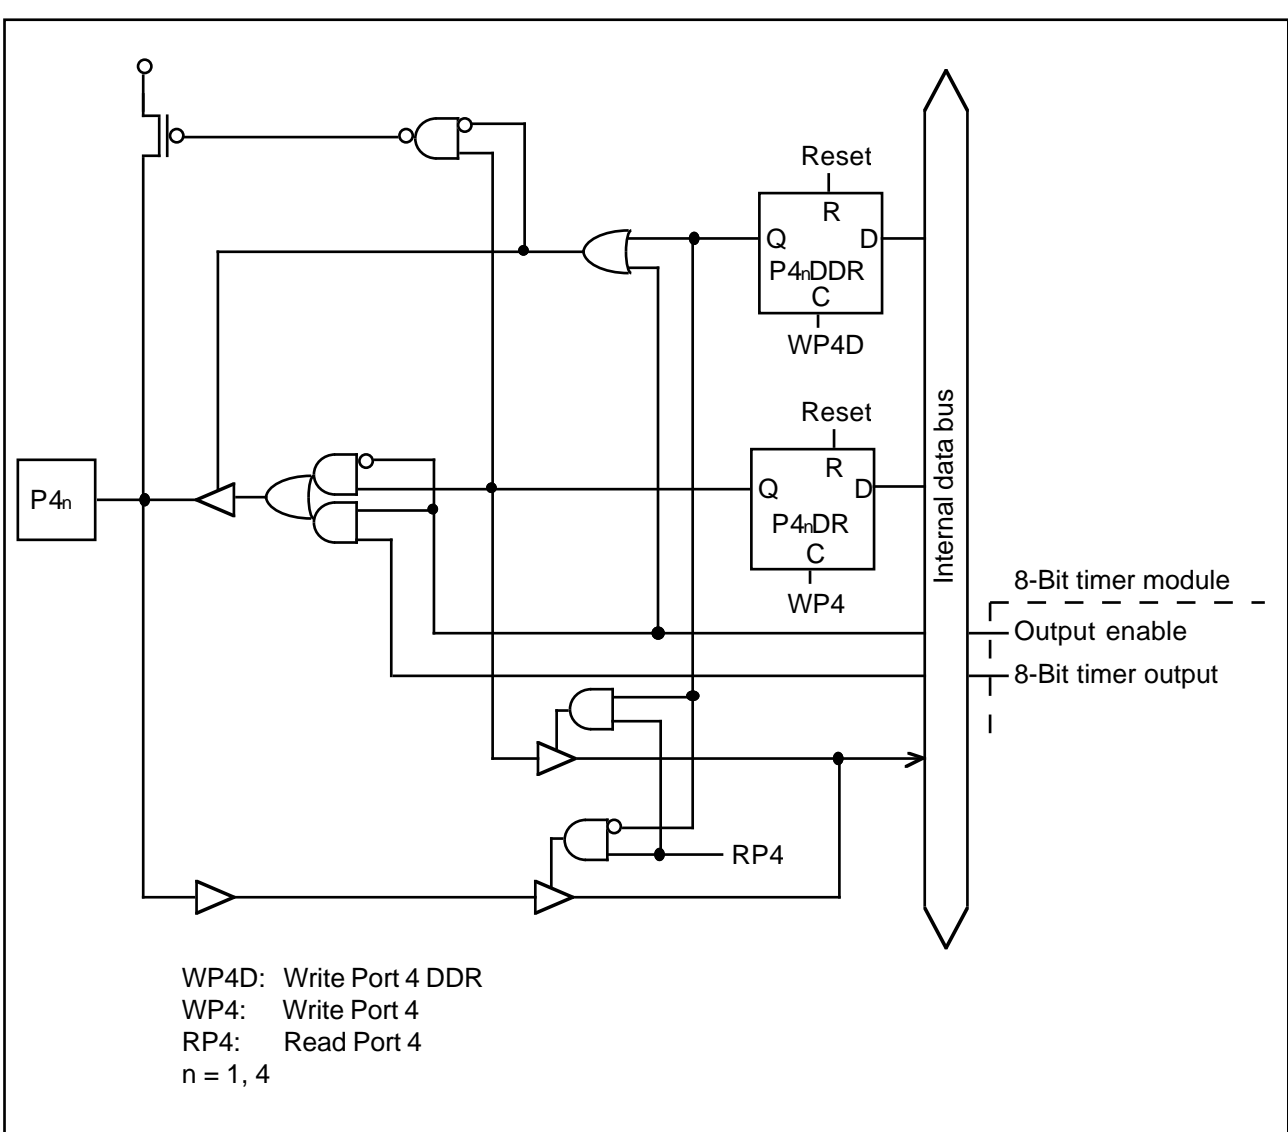 Reset
R
Q D
P4nDDR
C
WP4D
Reset
R
Q D
P4n
P4nDR
C
WP4
Internal data bus
8-Bit timer module
Output enable
8-Bit timer output
RP4
WP4D: Write Port 4 DDR
WP4: Write Port 4
RP4: Read Port 4
n = 1, 4